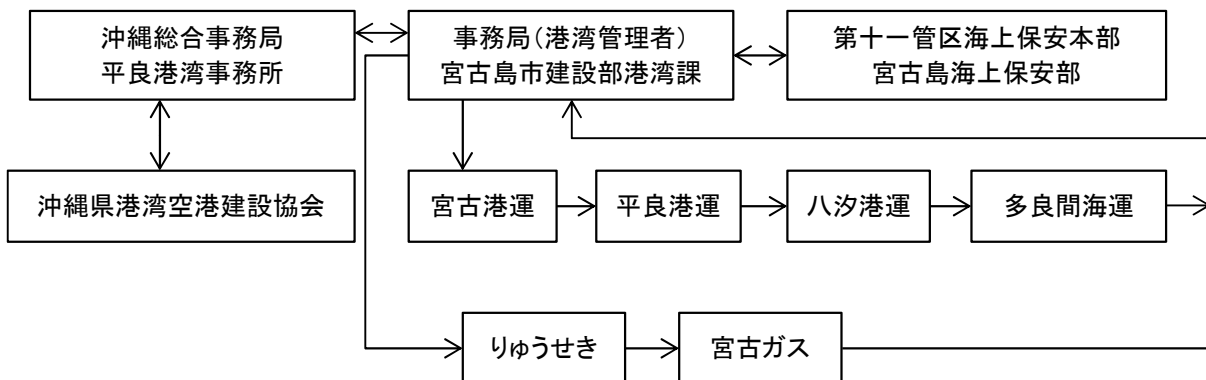 沖縄総合事務局
平良港湾事務所
事務局（港湾管理者）
宮古島市建設部港湾課
第十一管区海上保安本部
宮古島海上保安部
沖縄県港湾空港建設協会
宮古港運
平良港運
八汐港運
多良間海運
りゅうせき
宮古ガス